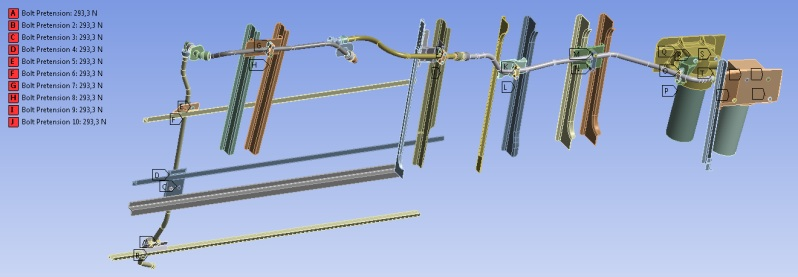 A Bolt Pretension: 293,3 N
B Bolt Pretension 2: 293,3 N
C Bolt Pretension 3: 293,3 N
D Bolt Pretension 4: 293,3 N
E Bolt Pretension 5: 293,3 N
F Bolt Pretension 6: 293,3 N
G Bolt Pretension 7: 293,3 N
H Bolt Pretension 8: 293,3 N
I Bolt Pretension 9: 293,3 N
J Bolt Pretension 10: 293,3 N
G
H
L
Q
S
P
F
D
C
B